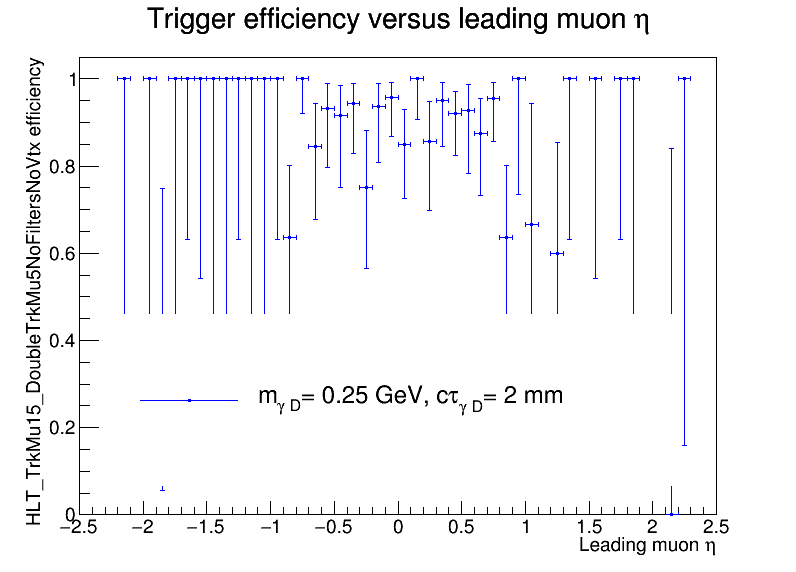 Trigger efficiency versus leading muon η
HLT_TrkMu15_DoubleTrkMu5NoFiltersNoVtx efficiency
1
0.8
0.6
0.4
0.2
0
m_γ D= 0.25 GeV, cτ_γ D= 2 mm
−2.5 −2 −1.5 −1 −0.5 0 0.5 1 1.5 2 2.5
Leading muon η